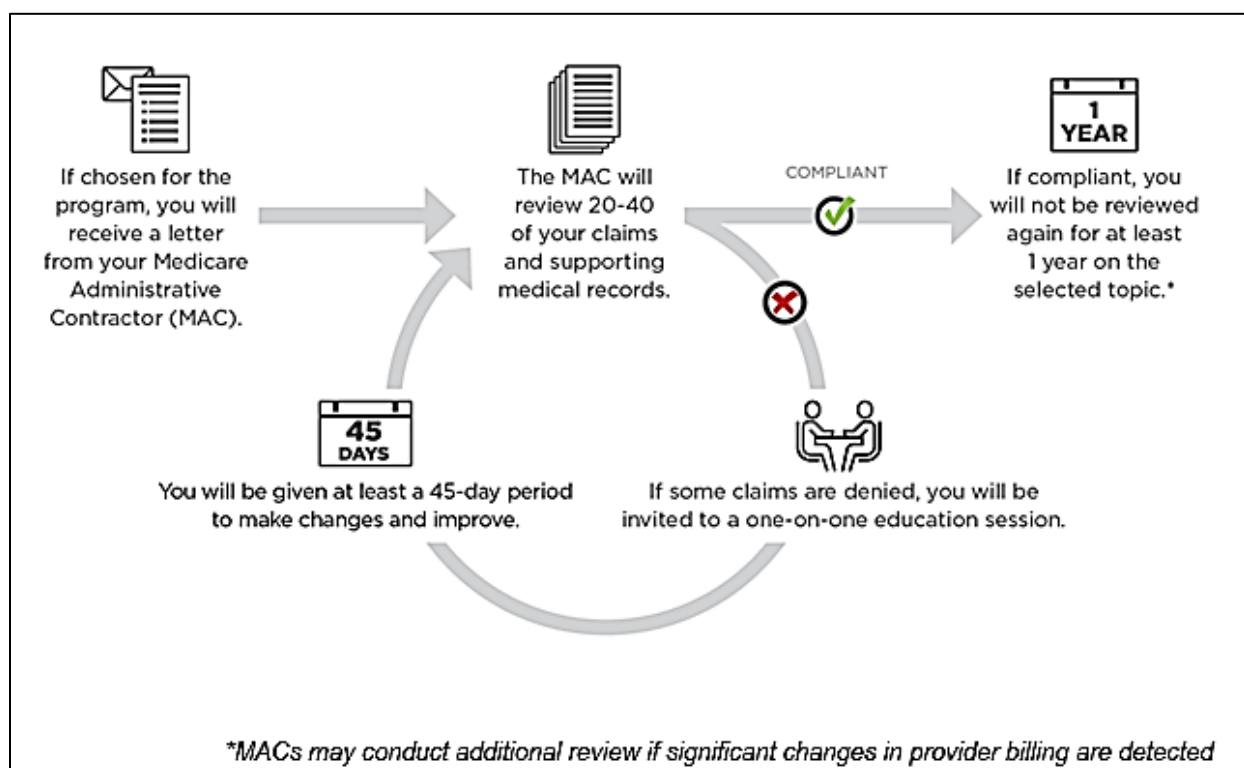 If chosen for the
program, you will
receive a letter
from your Medicare
Administrative
Contractor (MAC).
The MAC will
review 20-40
of your claims
and supporting
medical records.
COMPLIANT
1
YEAR
If compliant, you
will not be reviewed
again for at least
1 year on the
selected topic.*
If some claims are denied, you will be
invited to a one-on-one education session.
45
DAYS
You will be given at least a 45-day period
to make changes and improve.
*MACs may conduct additional review if significant changes in provider billing are detected